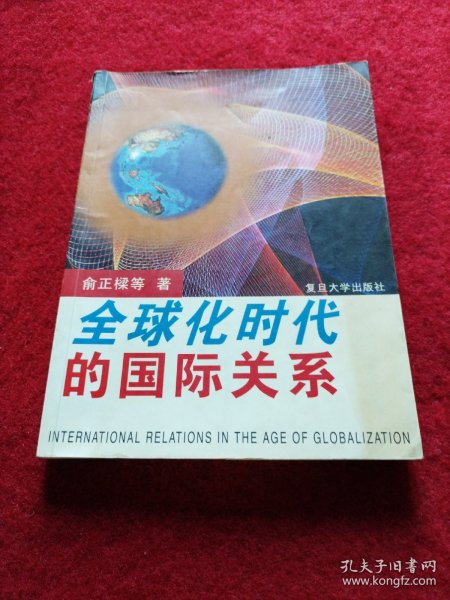 俞正樑等 著
复旦大学出版社
全球化时代
的国际关系
INTERNATIONAL RELATIONS IN THE AGE OF GLOBALIZATION
孔夫子旧书网
www.kongfz.com